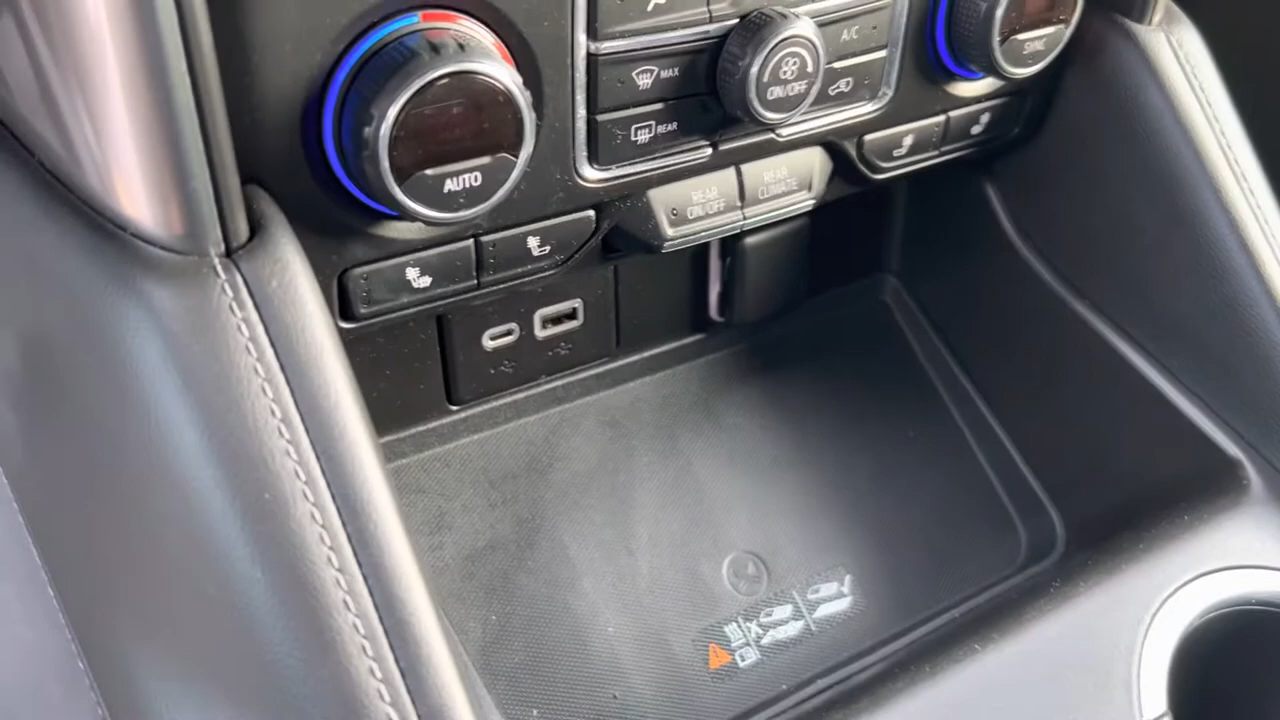 A/C
MAX
ON/OFF
SYNC
REAR
AUTO
REAR
ON/OFF
REAR
CLIMATE